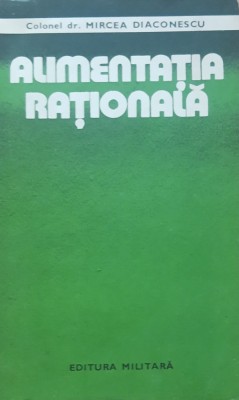 Colonel dr. MIRCEA DIACONESCU
ALIMENTAȚIA
RAȚIONALĂ
EDITURA MILITARĂ